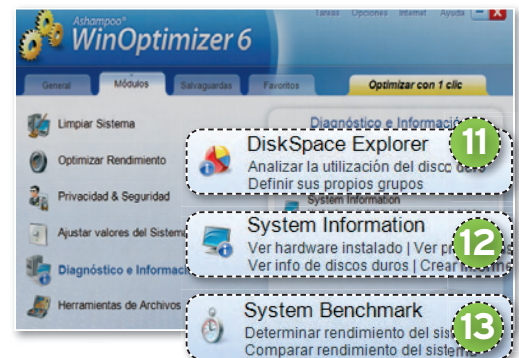 Tareas Opciones Internet Ayuda
Ashampoo®
WinOptimizer 6
General Módulos Salvaguardas Favoritos Optimizar con 1 clic
Limpiar Sistema
Optimizar Rendimiento
Privacidad & Seguridad
Ajustar valores del Sistema
Diagnóstico e Informac
Herramientas de Archivos
Diagnóstico e Informació
DiskSpace Explorer
11
Analizar la utilización del disco
Definir sus propios grupos
System Information
System Information
12
Ver hardware instalado | Ver
Ver info de discos duros | Crear
System Benchmark
13
Determinar rendimiento del sis
Comparar rendimiento del sistema